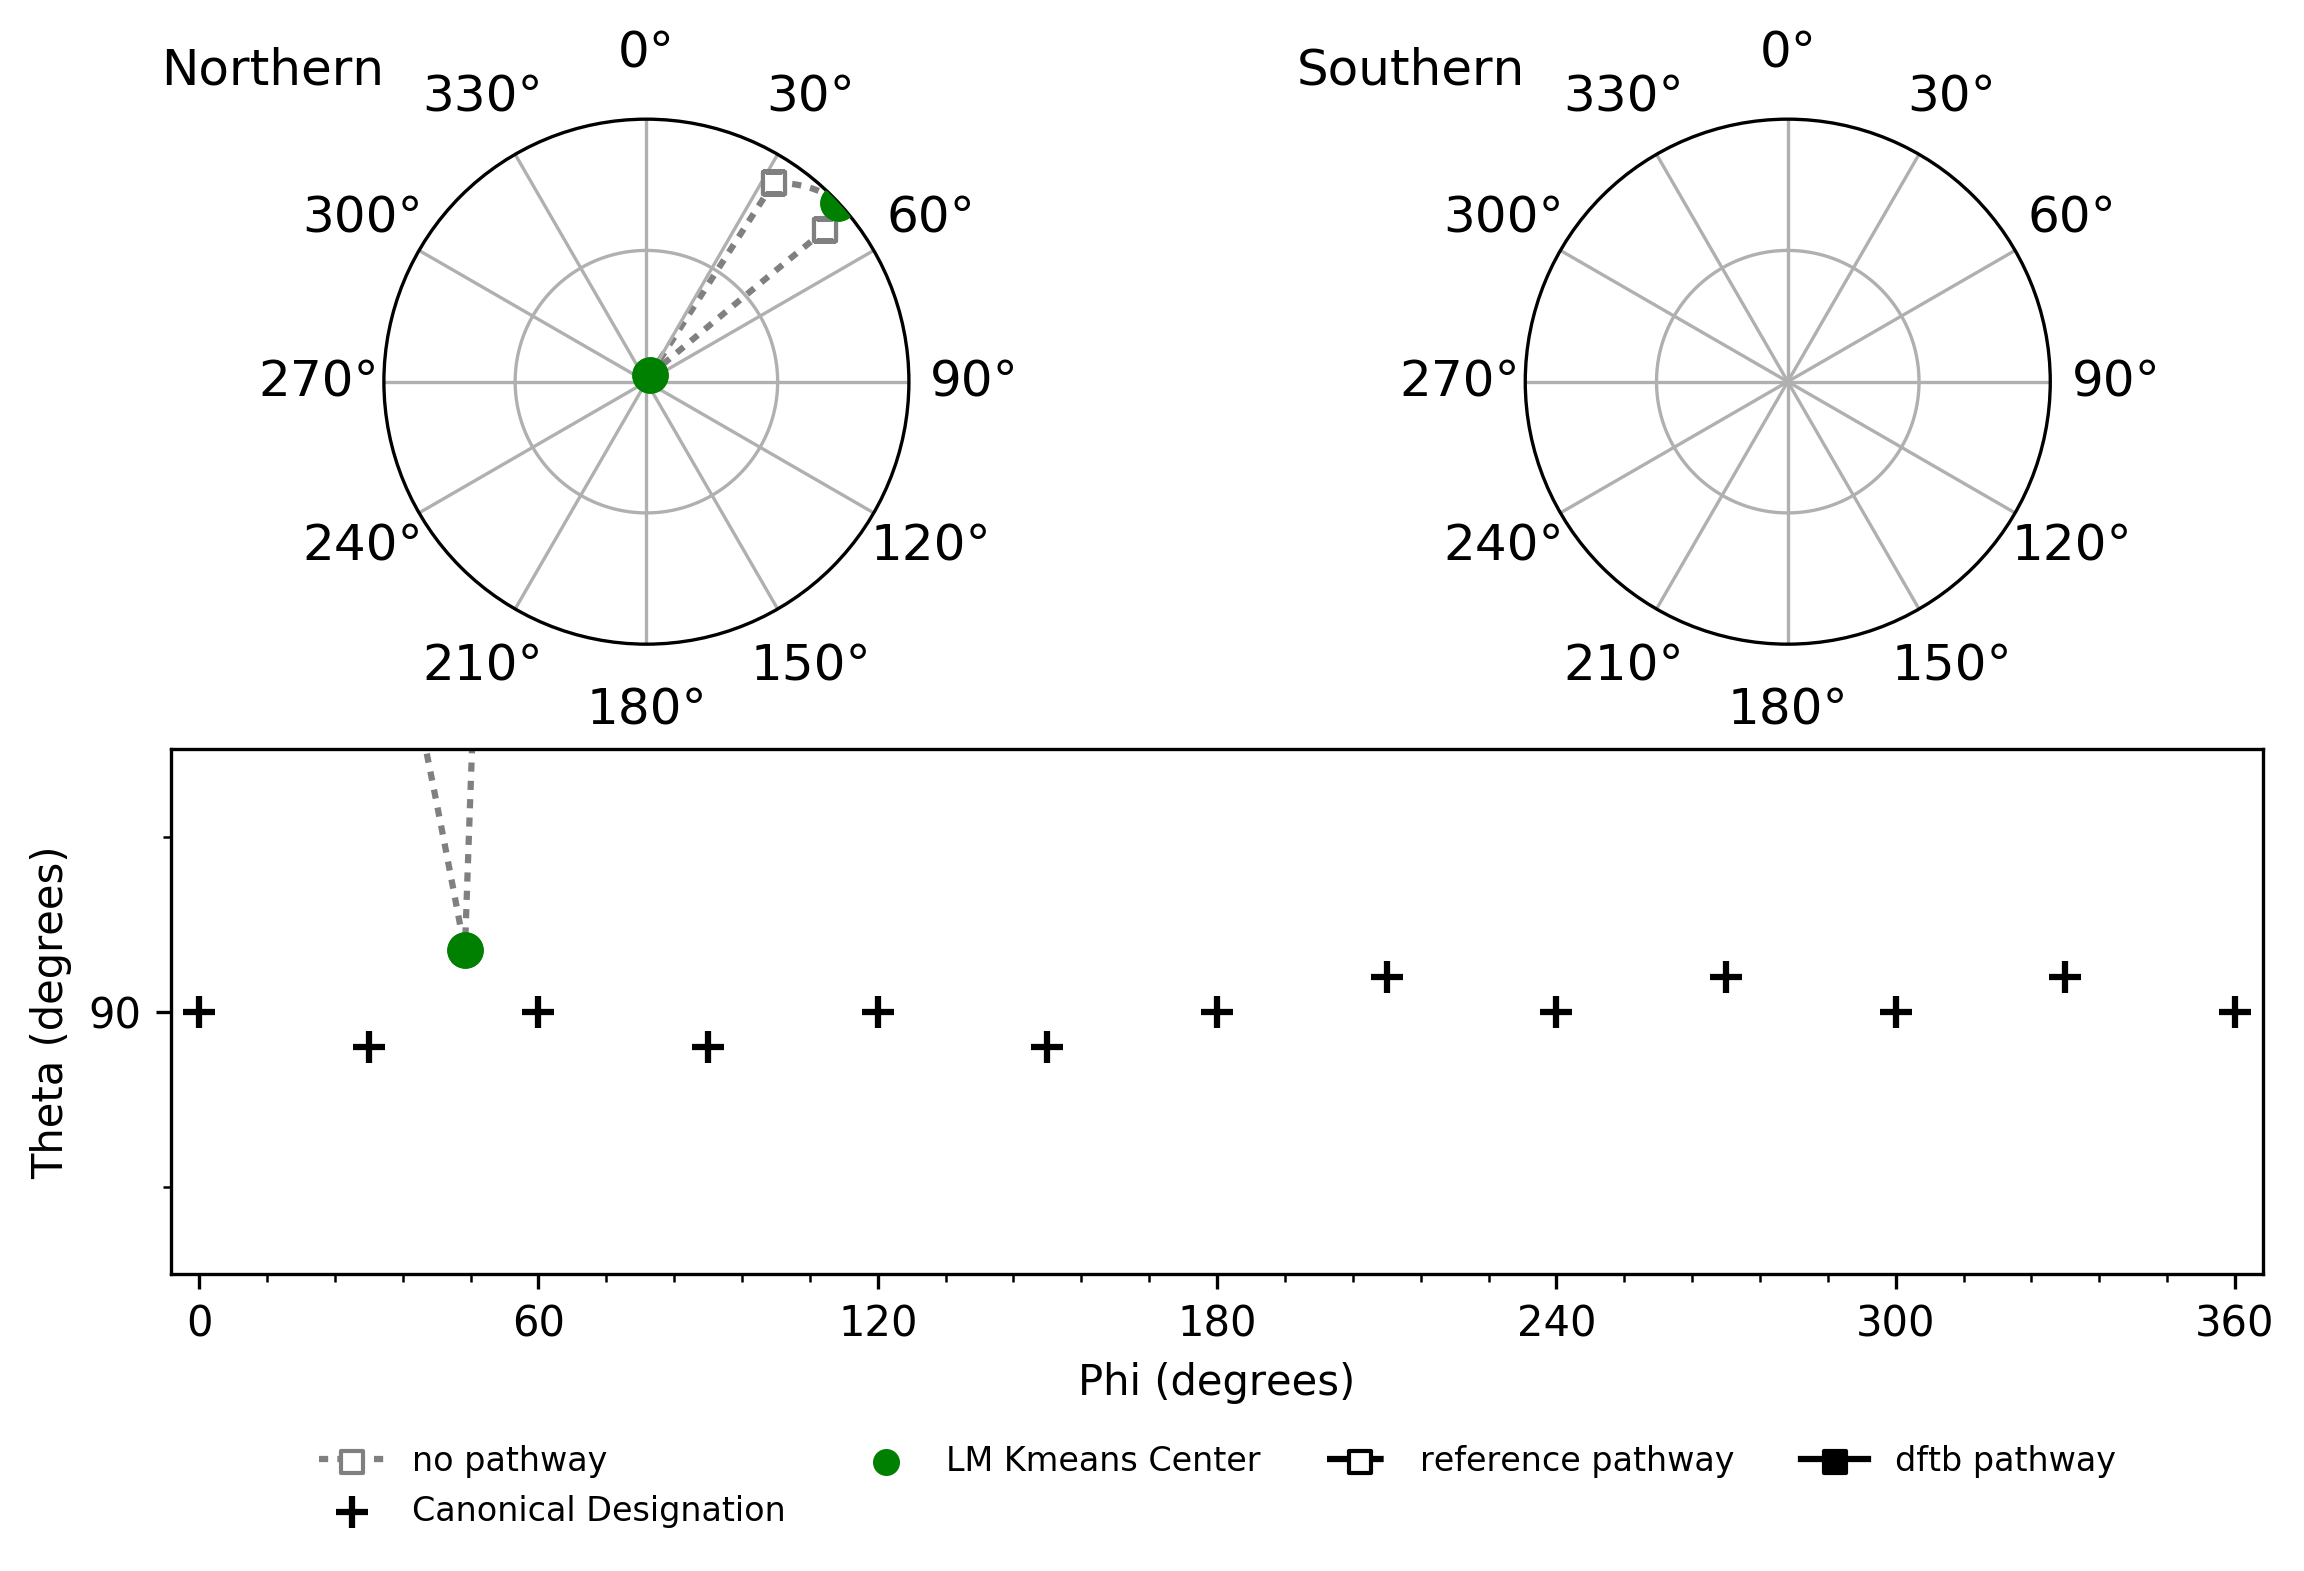 Northern
0°
30°
60°
90°
120°
150°
180°
210°
240°
270°
300°
330°
Southern
0°
30°
60°
90°
120°
150°
180°
210°
240°
270°
300°
330°
Theta (degrees)
90
0 60 120 180 240 300 360
Phi (degrees)
no pathway
Canonical Designation
LM Kmeans Center
reference pathway
dftb pathway